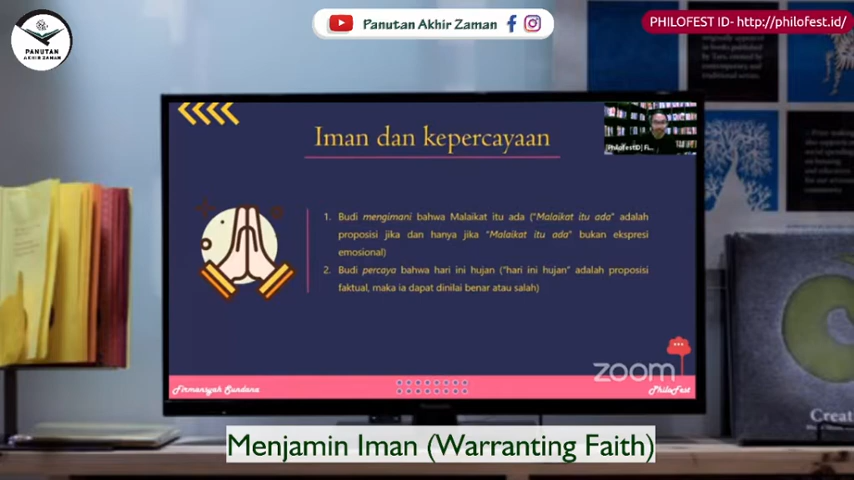 PANUTAN
AKHIR ZAMAN
Panutan Akhir Zaman
PHILOFEST ID- http://philofest.id/
Iman dan kepercayaan
1. Budi mengimani bahwa Malaikat itu ada ("Malaikat itu ada" adalah
proposisi jika dan hanya jika "Malaikat itu ada" bukan ekspresi
emosional)
2. Budi percaya bahwa hari ini hujan ("hari ini hujan" adalah proposisi
faktual, maka ia dapat dinilai benar atau salah)
zoom
Firmansyah Sundana
PhiloFest
Menjamin Iman (Warranting Faith)